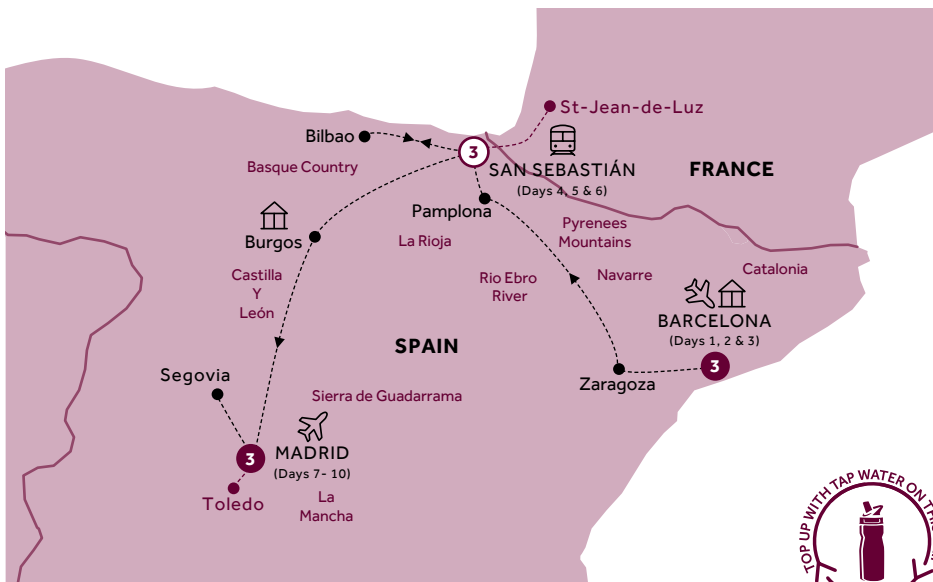 St-Jean-de-Luz
Bilbao
3
SAN SEBASTIÁN
(Days 4, 5 & 6)
FRANCE
Basque Country
Pamplona
Pyrenees
Mountains
Burgos
La Rioja
Castilla
Y
León
Rio Ebro
River
Navarre
Catalonia
BARCELONA
(Days 1, 2 & 3)
3
SPAIN
Zaragoza
Segovia
Sierra de Guadarrama
3
MADRID
(Days 7- 10)
Toledo
La
Mancha
TOP UP WITH TAP WATER ON THIS